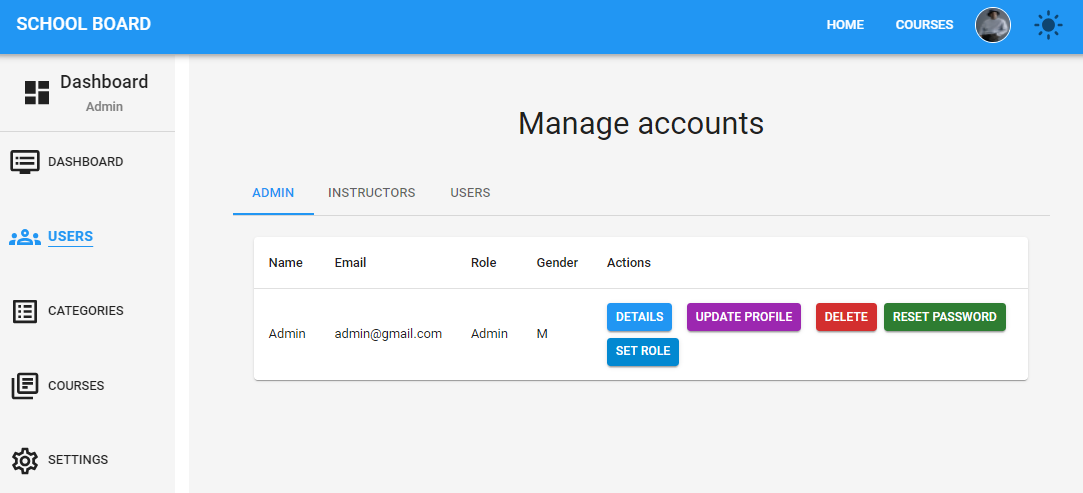 SCHOOL BOARD
HOME COURSES
Dashboard
Admin
DASHBOARD
USERS
CATEGORIES
COURSES
SETTINGS
Manage accounts
ADMIN INSTRUCTORS USERS
Name Email Role Gender Actions
Admin admin@gmail.com Admin M DETAILS UPDATE PROFILE DELETE RESET PASSWORD
SET ROLE